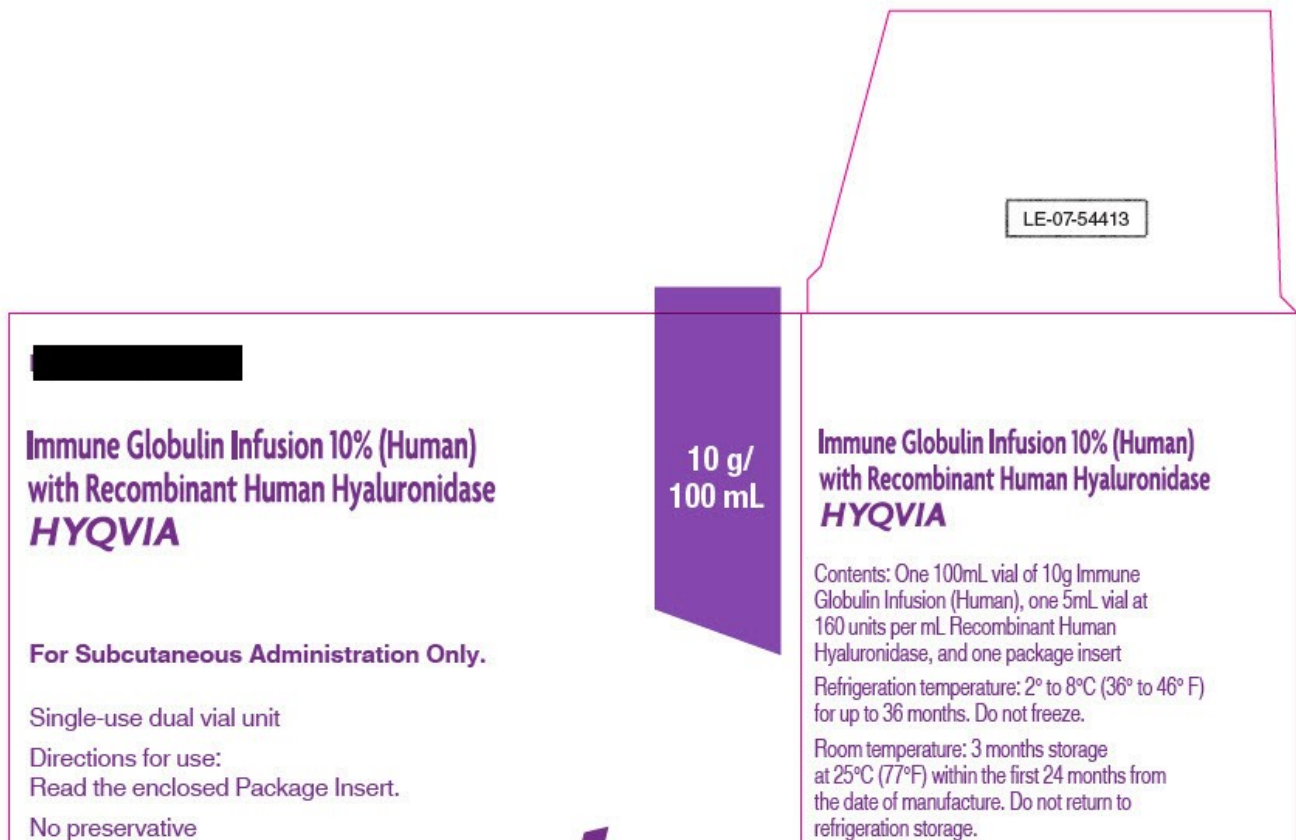 LE-07-54413
Immune Globulin Infusion 10% (Human)
with Recombinant Human Hyaluronidase
HYQVIA
For Subcutaneous Administration Only.
Single-use dual vial unit
Directions for use:
Read the enclosed Package Insert.
No preservative
10 g/
100 mL
Immune Globulin Infusion 10% (Human)
with Recombinant Human Hyaluronidase
HYQVIA
Contents: One 100mL vial of 10g Immune
Globulin Infusion (Human), one 5mL vial at
160 units per mL Recombinant Human
Hyaluronidase, and one package insert
Refrigeration temperature: 2° to 8°C (36° to 46° F)
for up to 36 months. Do not freeze.
Room temperature: 3 months storage
at 25°C (77°F) within the first 24 months from
the date of manufacture. Do not return to
refrigeration storage.